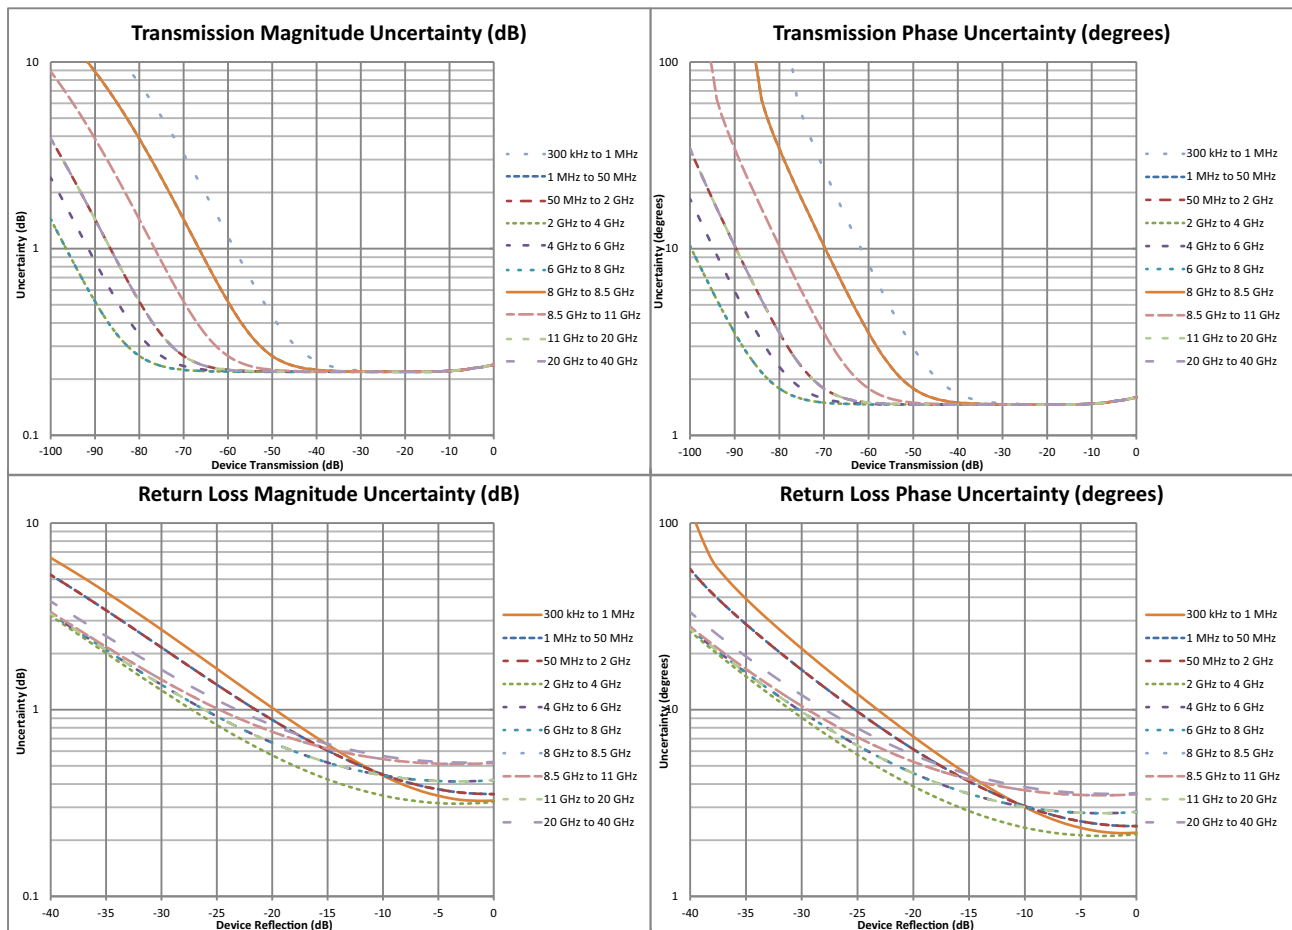 Transmission Magnitude Uncertainty (dB)
10
1
0.1
Uncertainty (dB)
-100 -90 -80 -70 -60 -50 -40 -30 -20 -10 0
Device Transmission (dB)
300 kHz to 1 MHz
1 MHz to 50 MHz
50 MHz to 2 GHz
2 GHz to 4 GHz
4 GHz to 6 GHz
6 GHz to 8 GHz
8 GHz to 8.5 GHz
8.5 GHz to 11 GHz
11 GHz to 20 GHz
20 GHz to 40 GHz
Transmission Phase Uncertainty (degrees)
100
10
1
Uncertainty (degrees)
-100 -90 -80 -70 -60 -50 -40 -30 -20 -10 0
Device Transmission (dB)
300 kHz to 1 MHz
1 MHz to 50 MHz
50 MHz to 2 GHz
2 GHz to 4 GHz
4 GHz to 6 GHz
6 GHz to 8 GHz
8 GHz to 8.5 GHz
8.5 GHz to 11 GHz
11 GHz to 20 GHz
20 GHz to 40 GHz
Return Loss Magnitude Uncertainty (dB)
10
1
0.1
Uncertainty (dB)
-40 -35 -30 -25 -20 -15 -10 -5 0
Device Reflection (dB)
300 kHz to 1 MHz
1 MHz to 50 MHz
50 MHz to 2 GHz
2 GHz to 4 GHz
4 GHz to 6 GHz
6 GHz to 8 GHz
8 GHz to 8.5 GHz
8.5 GHz to 11 GHz
11 GHz to 20 GHz
20 GHz to 40 GHz
Return Loss Phase Uncertainty (degrees)
100
10
1
Uncertainty (degrees)
-40 -35 -30 -25 -20 -15 -10 -5 0
Device Reflection (dB)
300 kHz to 1 MHz
1 MHz to 50 MHz
50 MHz to 2 GHz
2 GHz to 4 GHz
4 GHz to 6 GHz
6 GHz to 8 GHz
8 GHz to 8.5 GHz
8.5 GHz to 11 GHz
11 GHz to 20 GHz
20 GHz to 40 GHz